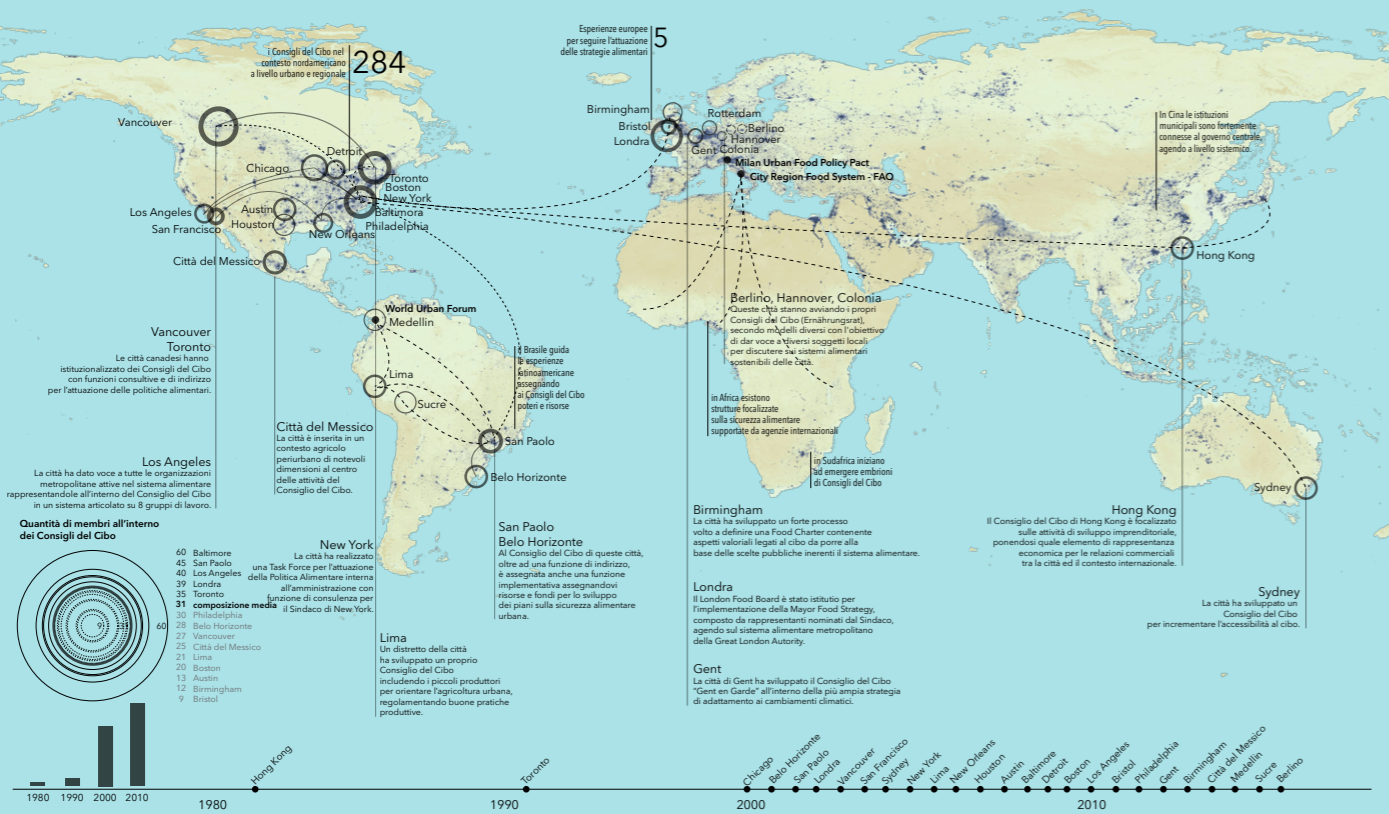 i Consigli del Cibo nel
contesto nordamericano
a livello urbano e regionale
284
Esperienze europee
per seguire l'attuazione
delle strategie alimentari
5
Vancouver
Chicago
Detroit
Toronto
Boston
New York
Baltimora
Philadelphia
Los Angeles
San Francisco
Austin
Houston
New Orleans
Città del Messico
Birmingham
Bristol
Londra
Rotterdam
Berlino
Hannover
Gent
Colonia
Milan Urban Food Policy Pact
City Region Food System - FAO
In Cina le istituzioni
municipali sono fortemente
connesse al governo centrale,
agendo a livello sistemico.
Hong Kong
World Urban Forum
Medellin
Lima
Sucre
San Paolo
Belo Horizonte
Sydney
il Brasile guida
le esperienze
latinoamericane
assegnando
ai Consigli del Cibo
poteri e risorse
Berlino, Hannover, Colonia
Queste città stanno avviando i propri
Consigli del Cibo (Ernährungsrat),
secondo modelli diversi con l'obiettivo
di dar voce a diversi soggetti locali
per discutere sui sistemi alimentari
sostenibili delle città.
in Africa esistono
strutture focalizzate
sulla sicurezza alimentare
supportate da agenzie internazionali
in Sudafrica iniziano
ad emergere embrioni
di Consigli del Cibo
Vancouver
Toronto
Le città canadesi hanno
istituzionalizzato dei Consigli del Cibo
con funzioni consultive e di indirizzo
per l'attuazione delle politiche alimentari.
Los Angeles
La città ha dato voce a tutte le organizzazioni
metropolitane attive nel sistema alimentare
rappresentandole all'interno del Consiglio del Cibo
in un sistema articolato su 8 gruppi di lavoro.
Città del Messico
La città è inserita in un
contesto agricolo
periurbano di notevoli
dimensioni al centro
delle attività del
Consiglio del Cibo.
New York
La città ha realizzato
una Task Force per l'attuazione
della Politica Alimentare interna
all'amministrazione con
funzione di consulenza per
il Sindaco di New York.
San Paolo
Belo Horizonte
Al Consiglio del Cibo di queste città,
oltre ad una funzione di indirizzo,
è assegnata anche una funzione
implementativa assegnandovi
risorse e fondi per lo sviluppo
dei piani sulla sicurezza alimentare
urbana.
Lima
Un distretto della città
ha sviluppato un proprio
Consiglio del Cibo
includendo i piccoli produttori
per orientare l'agricoltura urbana,
regolamentando buone pratiche
produttive.
Birmingham
La città ha sviluppato un forte processo
volto a definire una Food Charter contenente
aspetti valoriali legati al cibo da porre alla
base delle scelte pubbliche inerenti il sistema alimentare.
Londra
Il London Food Board è stato istitutio per
l'implementazione della Mayor Food Strategy,
composto da rappresentanti nominati dal Sindaco,
agendo sul sistema alimentare metropolitano
della Great London Autority.
Gent
La città di Gent ha sviluppato il Consiglio del Cibo
"Gent en Garde" all'interno della più ampia strategia
di adattamento ai cambiamenti climatici.
Hong Kong
Il Consiglio del Cibo di Hong Kong è focalizzato
sulle attività di sviluppo imprenditoriale,
ponendosi quale elemento di rappresentanza
economica per le relazioni commerciali
tra la città ed il contesto internazionale.
Sydney
La città ha sviluppato un
Consiglio del Cibo
per incrementare l'accessibilità al cibo.
Quantità di membri all'interno
dei Consigli del Cibo
9
31
60
60 Baltimore
45 San Paolo
40 Los Angeles
39 Londra
35 Toronto
31 composizione media
30 Philadelphia
28 Belo Horizonte
27 Vancouver
25 Città del Messico
21 Lima
20 Boston
13 Austin
12 Birmingham
9 Bristol
1980 1990 2000 2010
Hong Kong
Toronto
Chicago
Belo Horizonte
San Paolo
Londra
Vancouver
San Francisco
Sydney
New York
Lima
New Orleans
Houston
Austin
Baltimore
Detroit
Boston
Los Angeles
Bristol
Philadelphia
Gent
Birmingham
Città del Messico
Medellin
Sucre
Berlino
1980 1990 2000 2010